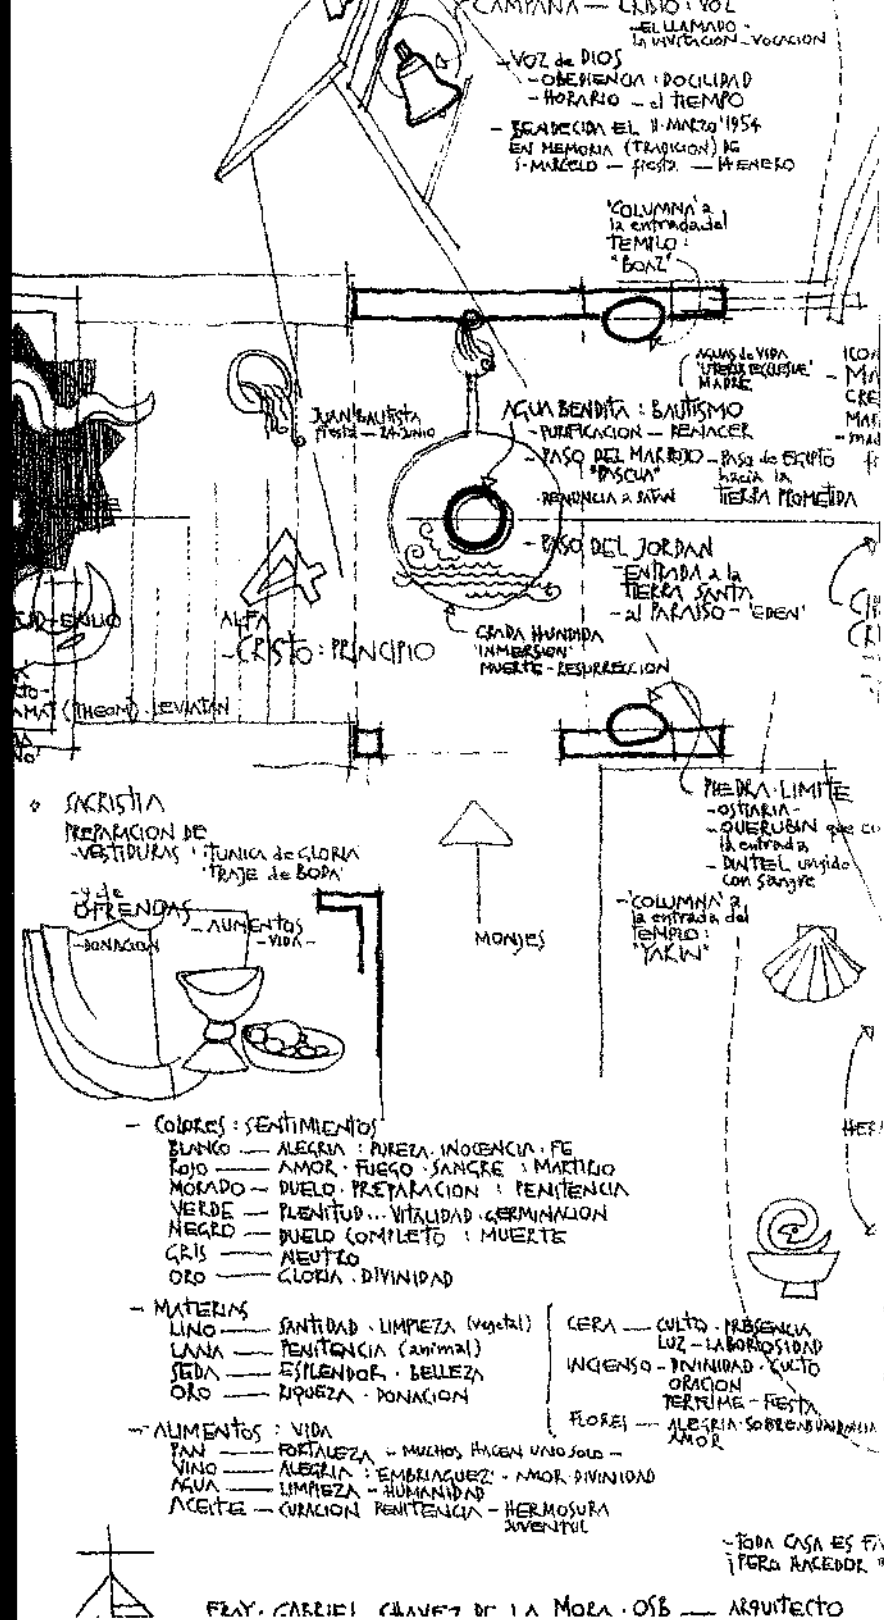 CAMPANA — CRISIO : VOZ
- EL LLAMADO -
la INVITACION - VOCACION
- VOZ de DIOS
- OBEDIENCIA : DOCILIDAD
- HORARIO - el TIEMPO
- BENDECIDA EL 11-MARZO '1954
EN MEMORIA (TRADICION) DE
S-MARCELO — fiesta — 14 ENERO
'COLUMNA' a
la entrada del
TEMPLO :
"BOAZ"
AGUAS de VIDA
MADRE
JUAN BAUTISTA
fiesta — 24-JUNIO
AGUA BENDITA : BAUTISMO
- PURIFICACION — RENACER
- PASO DEL MAR ROJO - PASO de EGIPTO
"PASCUA" hacia la
- RENUNCIA a SATAN TIERRA PROMETIDA
- PASO DEL JORDAN
- ENTRADA a la
TIERRA SANTA
- al PARAISO - 'EDEN'
GRADA HUNDIDA
'INMERSION'
MUERTE - RESURRECCION
ALFA
- CRISTO : PRINCIPIO
EXILIO
(THEOM) . LEVIATAN
◦ SACRISTIA
PREPARACION DE
- VESTIDURAS : TUNICA de GLORIA
'TRAJE de BODA'
- y de
OFRENDAS
- DONACION
- ALIMENTOS
- VIDA -
MONJES
PIEDRA - LIMITE
- OSTIARIA -
- QUERUBIN que
la entrada
- DINTEL ungido
con sangre
- 'COLUMNA' a
la entrada del
TEMPLO :
"YAKIN"
- COLORES : SENTIMIENTOS
BLANCO — ALEGRIA : PUREZA . INOCENCIA . FE
ROJO — AMOR . FUEGO . SANGRE : MARTIRIO
MORADO — DUELO . PREPARACION : PENITENCIA
VERDE — PLENITUD ... VITALIDAD . GERMINACION
NEGRO — DUELO COMPLETO : MUERTE
GRIS — NEUTRO
ORO — GLORIA . DIVINIDAD
- MATERIAS
LINO — SANTIDAD . LIMPIEZA (vegetal)
LANA — PENITENCIA (animal)
SEDA — ESPLENDOR . BELLEZA
ORO — RIQUEZA . DONACION
CERA — CULTO . PRESENCIA
LUZ - LABORIOSIDAD
INCIENSO - DIVINIDAD . CULTO
ORACION
PERFUME - FIESTA
FLORES — ALEGRIA . SOBREABUNDANCIA
AMOR
- ALIMENTOS : VIDA
PAN — FORTALEZA - MUCHOS HACEN UNO SOLO -
VINO — ALEGRIA : 'EMBRIAGUEZ' - AMOR . DIVINIDAD
AGUA — LIMPIEZA - HUMANIDAD
ACEITE — CURACION PENITENCIA - HERMOSURA
JUVENTUD
- TODA CASA ES
¡ PERO HACEDOR
FRAY . GABRIEL CHAVEZ DE LA MORA . OSB — ARQUITECTO